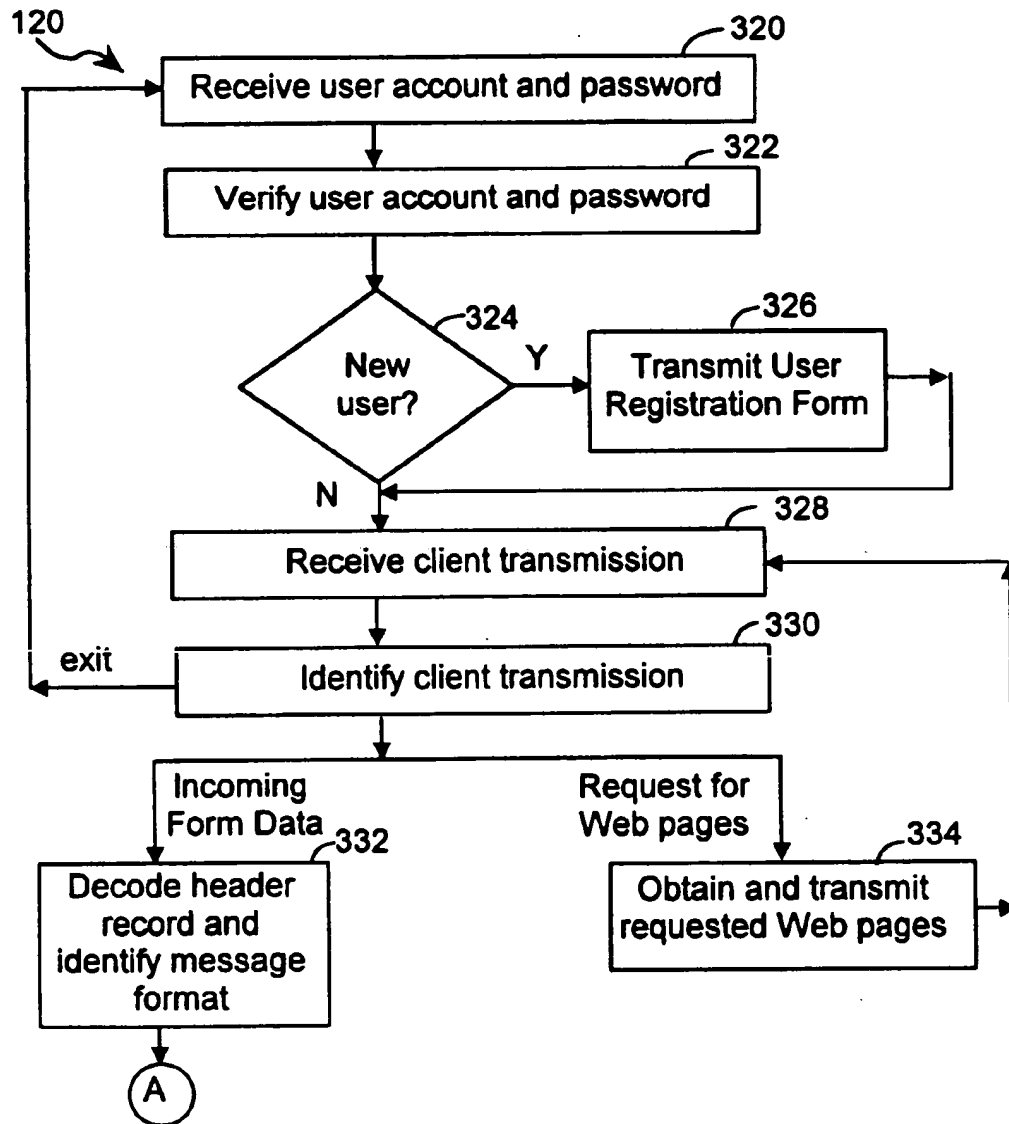 120
320
Receive user account and password
322
Verify user account and password
324
New
user?
Y
326
Transmit User
Registration Form
N
328
Receive client transmission
330
Identify client transmission
exit
Incoming
Form Data
Request for
Web pages
332
Decode header
record and
identify message
format
334
Obtain and transmit
requested Web pages
A